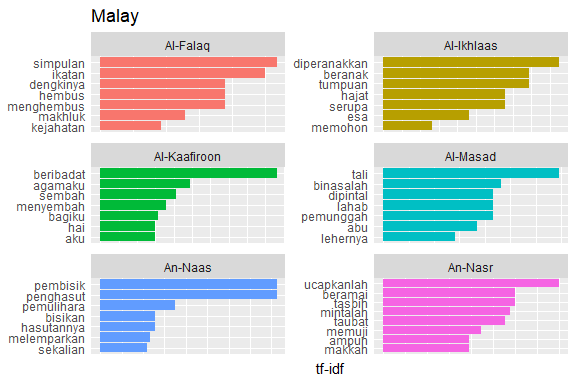 Malay
Al-Falaq
simpulan
ikatan
dengkinya
hembus
menghembus
makhluk
kejahatan
Al-Ikhlaas
diperanakkan
beranak
tumpuan
hajat
serupa
esa
memohon
Al-Kaafiroon
beribadat
agamaku
sembah
menyembah
bagiku
hai
aku
Al-Masad
tali
binasalah
dipintal
lahab
pemunggah
abu
lehernya
An-Naas
pembisik
penghasut
pemulihara
bisikan
hasutannya
melemparkan
sekalian
An-Nasr
ucapkanlah
beramai
tasbih
mintalah
taubat
memuji
ampun
makkah
tf-idf